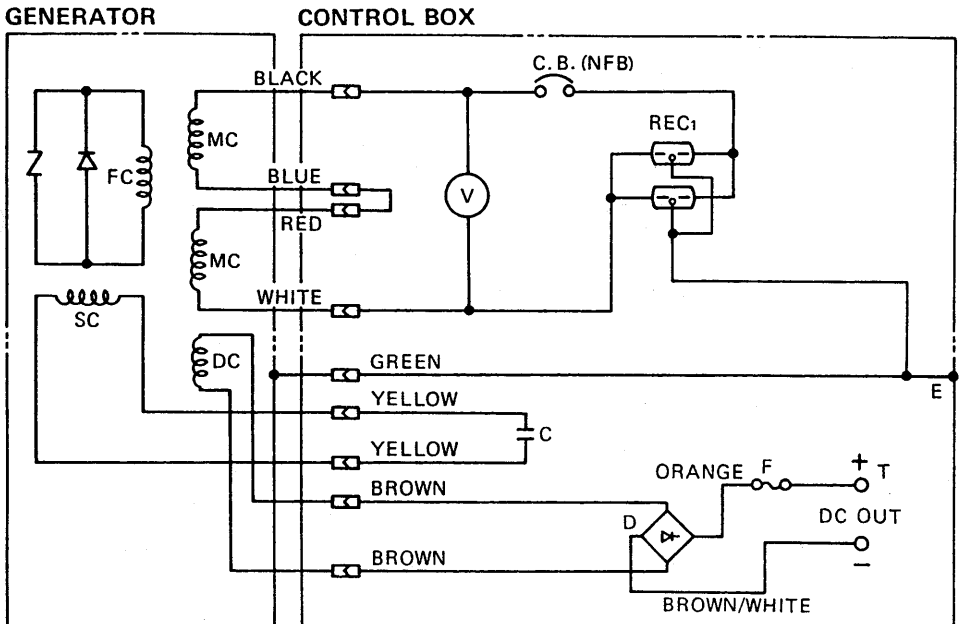 GENERATOR
CONTROL BOX
C.B. (NFB)
BLACK
REC1
MC
FC
BLUE
V
RED
MC
WHITE
SC
DC
GREEN
E
YELLOW
C
YELLOW
ORANGE F + T
BROWN
D DC OUT
BROWN
−
BROWN/WHITE